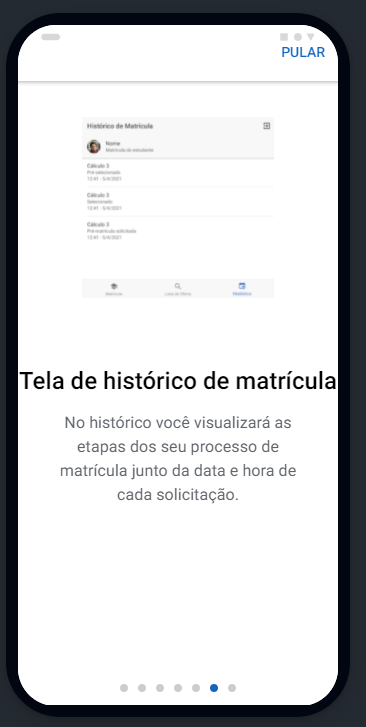 PULAR
Histórico de Matrícula
Nome
Matrícula do estudante
Cálculo 3
Pré-selecionado
12:41 - 5/4/2021
Cálculo 3
Selecionado
12:41 - 5/4/2021
Cálculo 3
Pré-matrícula solicitada
12:41 - 5/4/2021
Matrícula
Lista de Oferta
Histórico
Tela de histórico de matrícula
No histórico você visualizará as
etapas dos seu processo de
matrícula junto da data e hora de
cada solicitação.